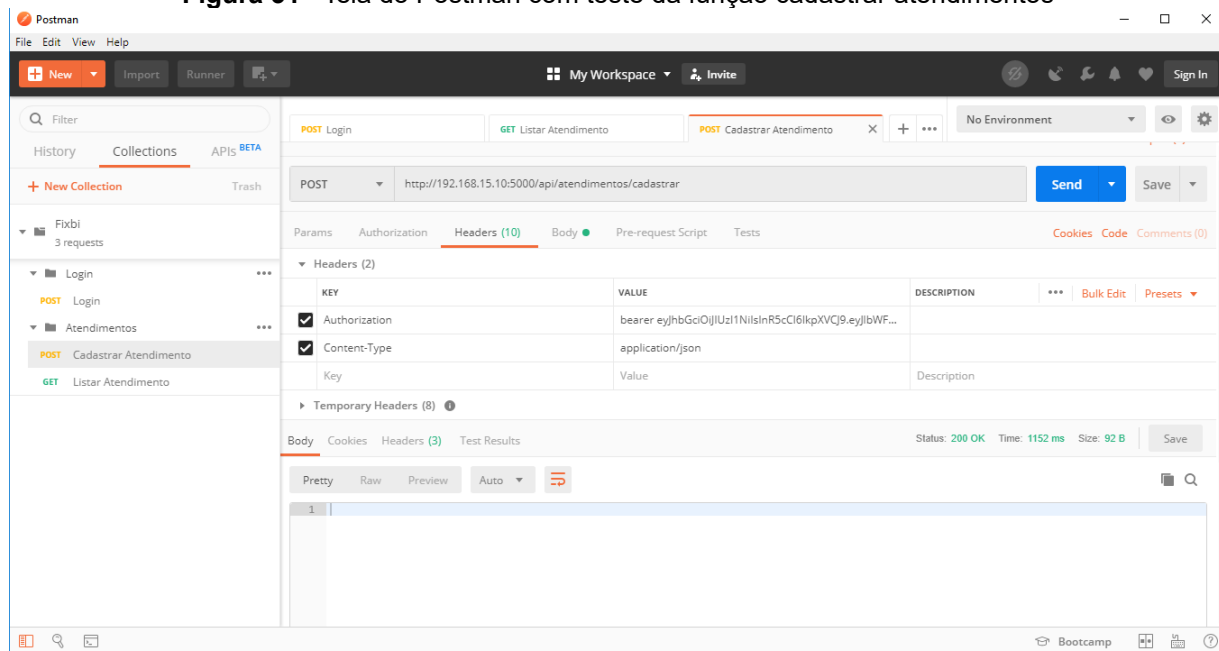 Postman
File Edit View Help
New Import Runner My Workspace Invite Sign In
Filter
History Collections APIs BETA
New Collection Trash
Fixbi
3 requests
Login
POST Login
Atendimentos
POST Cadastrar Atendimento
GET Listar Atendimento
POST Login GET Listar Atendimento POST Cadastrar Atendimento No Environment
POST http://192.168.15.10:5000/api/atendimentos/cadastrar Send Save
Params Authorization Headers (10) Body Pre-request Script Tests Cookies Code Comments (0)
Headers (2)
KEY VALUE DESCRIPTION Bulk Edit Presets
Authorization bearer eyJhbGciOiJIUzI1NiIsInR5cCI6IkpXVCJ9.eyJlbWF...
Content-Type application/json
Key Value Description
Temporary Headers (8)
Body Cookies Headers (3) Test Results Status: 200 OK Time: 1152 ms Size: 92 B Save
Pretty Raw Preview Auto
1
Bootcamp